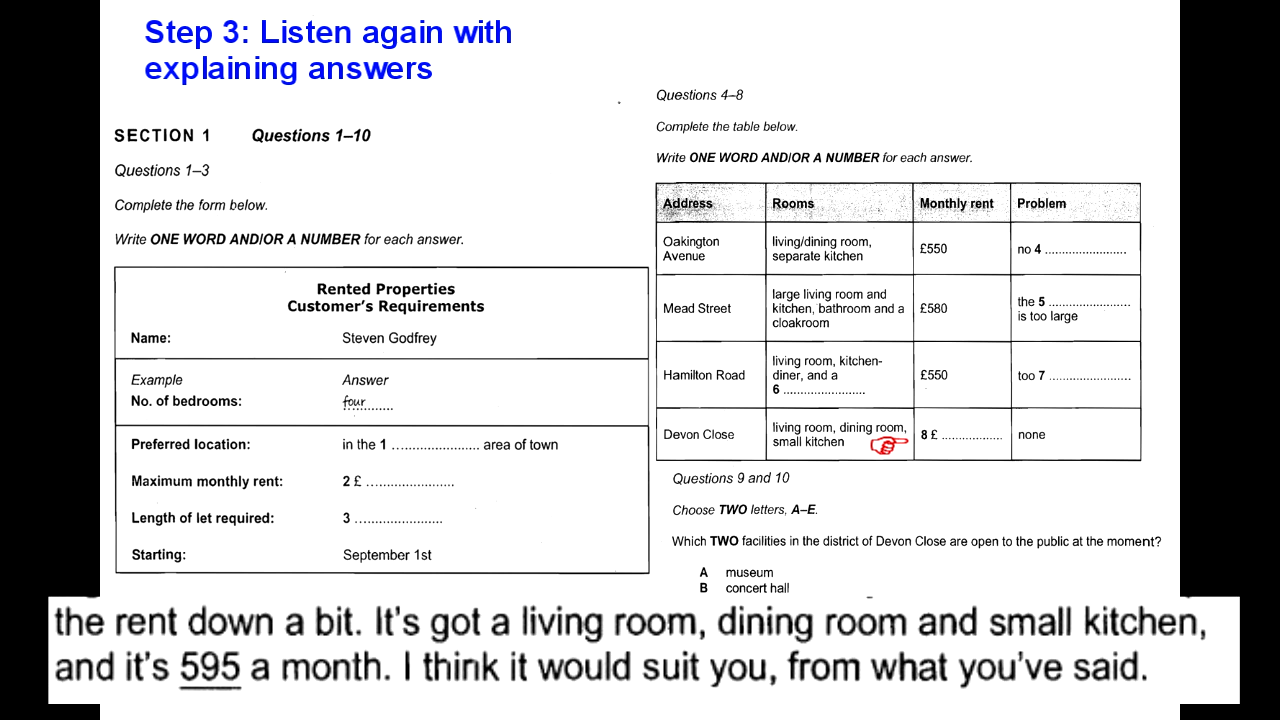 Step 3: Listen again with
explaining answers
SECTION 1 Questions 1–10
Questions 1–3
Complete the form below.
Write ONE WORD AND/OR A NUMBER for each answer.
Rented Properties
Customer's Requirements
Name: Steven Godfrey
Example Answer
No. of bedrooms: four
Preferred location: in the 1 ........................ area of town
Maximum monthly rent: 2 £ ........................
Length of let required: 3 ........................
Starting: September 1st
Questions 4–8
Complete the table below.
Write ONE WORD AND/OR A NUMBER for each answer.
Address Rooms Monthly rent Problem
Oakington Avenue living/dining room, separate kitchen £550 no 4 ........................
Mead Street large living room and kitchen, bathroom and a cloakroom £580 the 5 ........................ is too large
Hamilton Road living room, kitchen-diner, and a 6 ........................ £550 too 7 ........................
Devon Close living room, dining room, small kitchen 8 £ .................. none
Questions 9 and 10
Choose TWO letters, A–E.
Which TWO facilities in the district of Devon Close are open to the public at the moment?
A museum
B concert hall
the rent down a bit. It's got a living room, dining room and small kitchen,
and it's 595 a month. I think it would suit you, from what you've said.